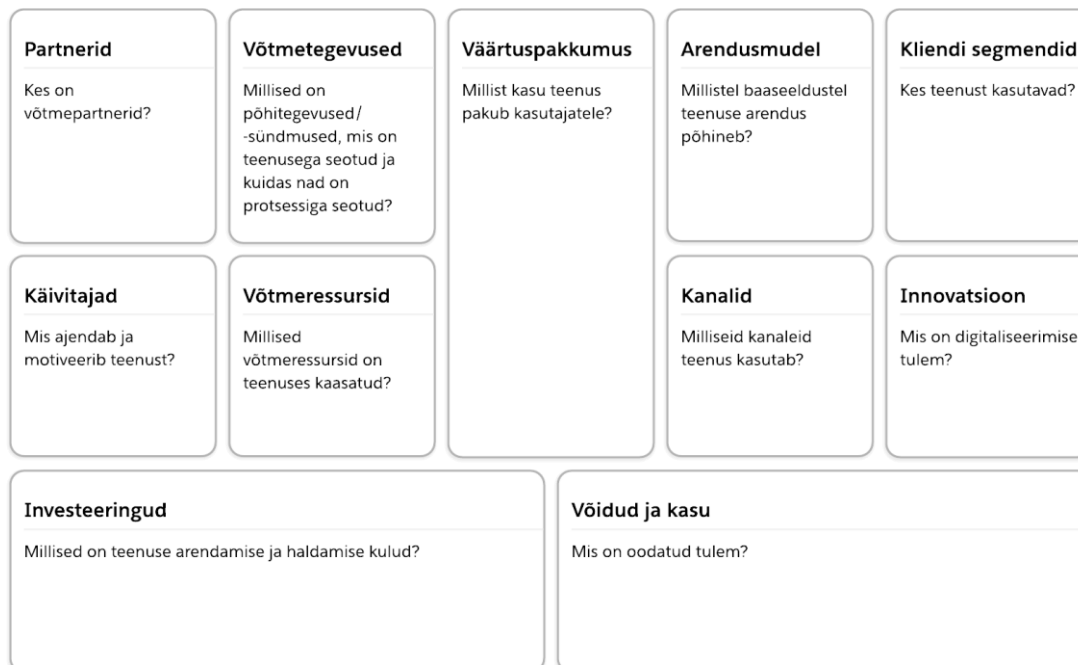 Partnerid
Kes on
võtmepartnerid?
Võtmetegevused
Millised on
põhitegevused/
-sündmused, mis on
teenusega seotud ja
kuidas nad on
protsessiga seotud?
Väärtuspakkumus
Millist kasu teenus
pakub kasutajatele?
Arendusmudel
Millistel baaseeldustel
teenuse arendus
põhineb?
Kliendi segmendid
Kes teenust kasutavad?
Käivitajad
Mis ajendab ja
motiveerib teenust?
Võtmeressursid
Millised
võtmeressursid on
teenuses kaasatud?
Kanalid
Milliseid kanaleid
teenus kasutab?
Innovatsioon
Mis on digitaliseerimise
tulem?
Investeeringud
Millised on teenuse arendamise ja haldamise kulud?
Võidud ja kasu
Mis on oodatud tulem?